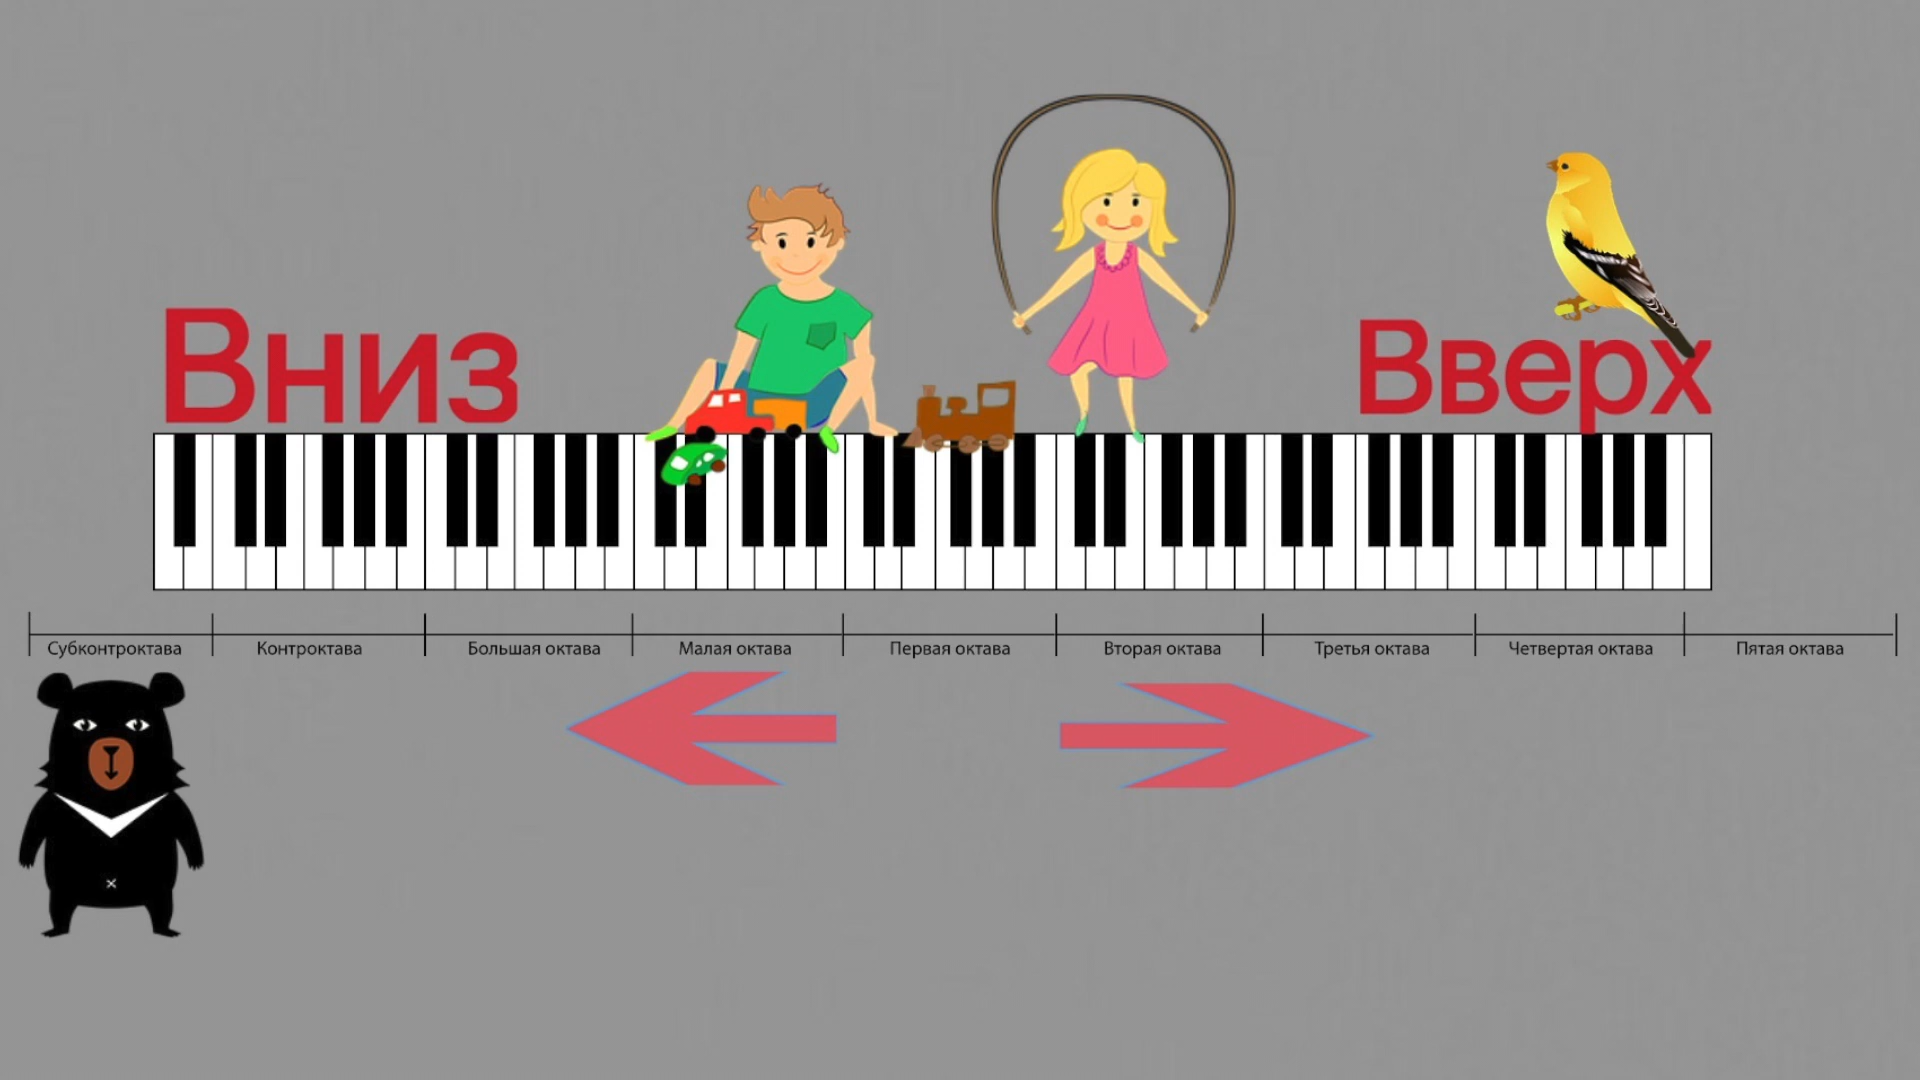 Вниз
Вверх
Субконтроктава
Контроктава
Большая октава
Малая октава
Первая октава
Вторая октава
Третья октава
Четвертая октава
Пятая октава